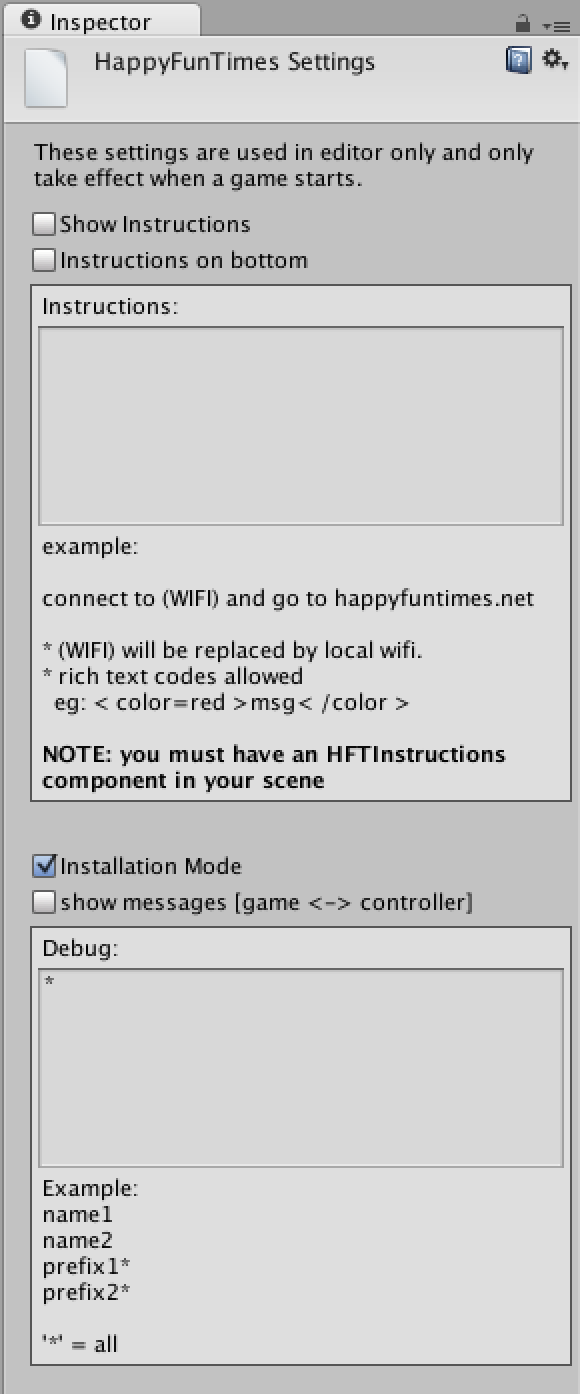 Inspector
HappyFunTimes Settings
These settings are used in editor only and only
take effect when a game starts.
Show Instructions
Instructions on bottom
Instructions:
example:
connect to (WIFI) and go to happyfuntimes.net
* (WIFI) will be replaced by local wifi.
* rich text codes allowed
eg: < color=red >msg< /color >
NOTE: you must have an HFTInstructions
component in your scene
Installation Mode
show messages [game <-> controller]
Debug:
*
Example:
name1
name2
prefix1*
prefix2*
'*' = all